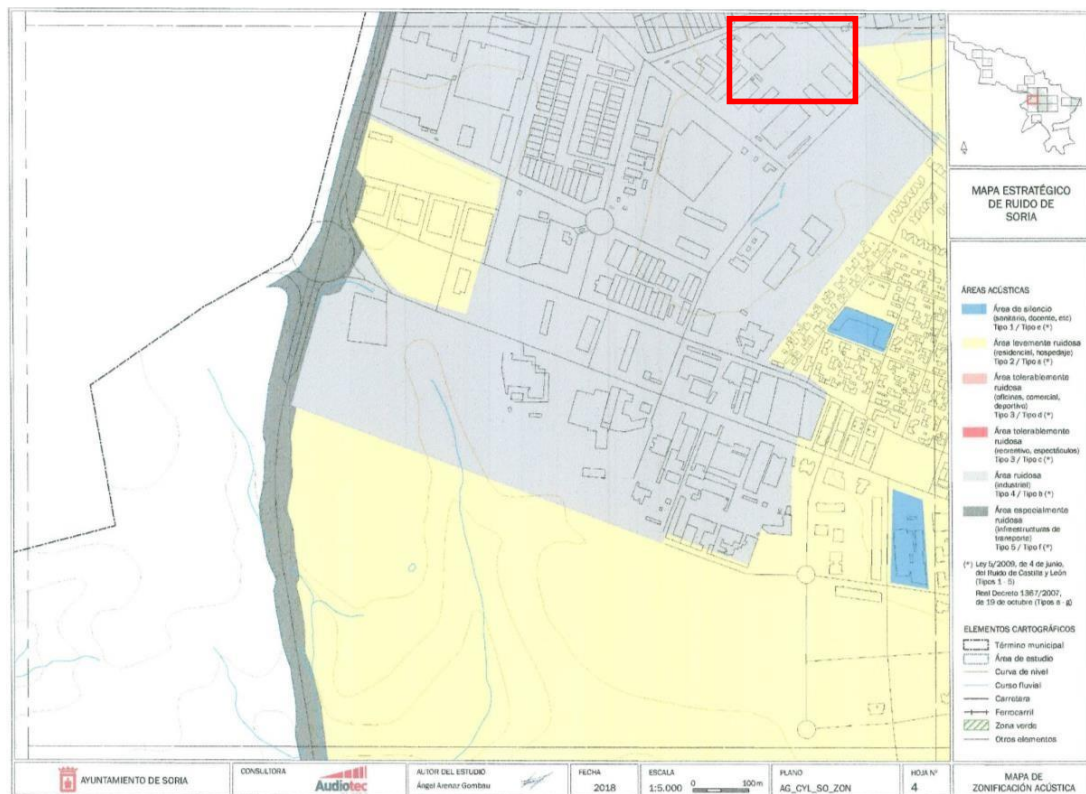 MAPA ESTRATÉGICO
DE RUIDO DE
SORIA
ÁREAS ACÚSTICAS
Área de silencio
(sanitario, docente, etc)
Tipo 1 / Tipo e (*)
Área levemente ruidosa
(residencial, hospedaje)
Tipo 2 / Tipo a (*)
Área tolerablemente
ruidosa
(oficinas, comercial,
deportivo)
Tipo 3 / Tipo d (*)
Área tolerablemente
ruidosa
(recreativo, espectáculos)
Tipo 3 / Tipo c (*)
Área ruidosa
(industrial)
Tipo 4 / Tipo b (*)
Área especialmente
ruidosa
(infraestructuras de
transporte)
Tipo 5 / Tipo f (*)
(*) Ley 5/2009, de 4 de junio,
del Ruido de Castilla y León
(Tipos 1 - 5)
Real Decreto 1367/2007,
de 19 de octubre (Tipos a - g)
ELEMENTOS CARTOGRÁFICOS
Término municipal
Área de estudio
Curva de nivel
Curso fluvial
Carretera
Ferrocarril
Zona verde
Otros elementos
AYUNTAMIENTO DE SORIA
CONSULTORA
Audiotec
AUTOR DEL ESTUDIO
Ángel Arenaz Gombau
FECHA
2018
ESCALA
1:5.000 0 100m
PLANO
AG_CYL_SO_ZON
HOJA Nº
4
MAPA DE
ZONIFICACIÓN ACÚSTICA